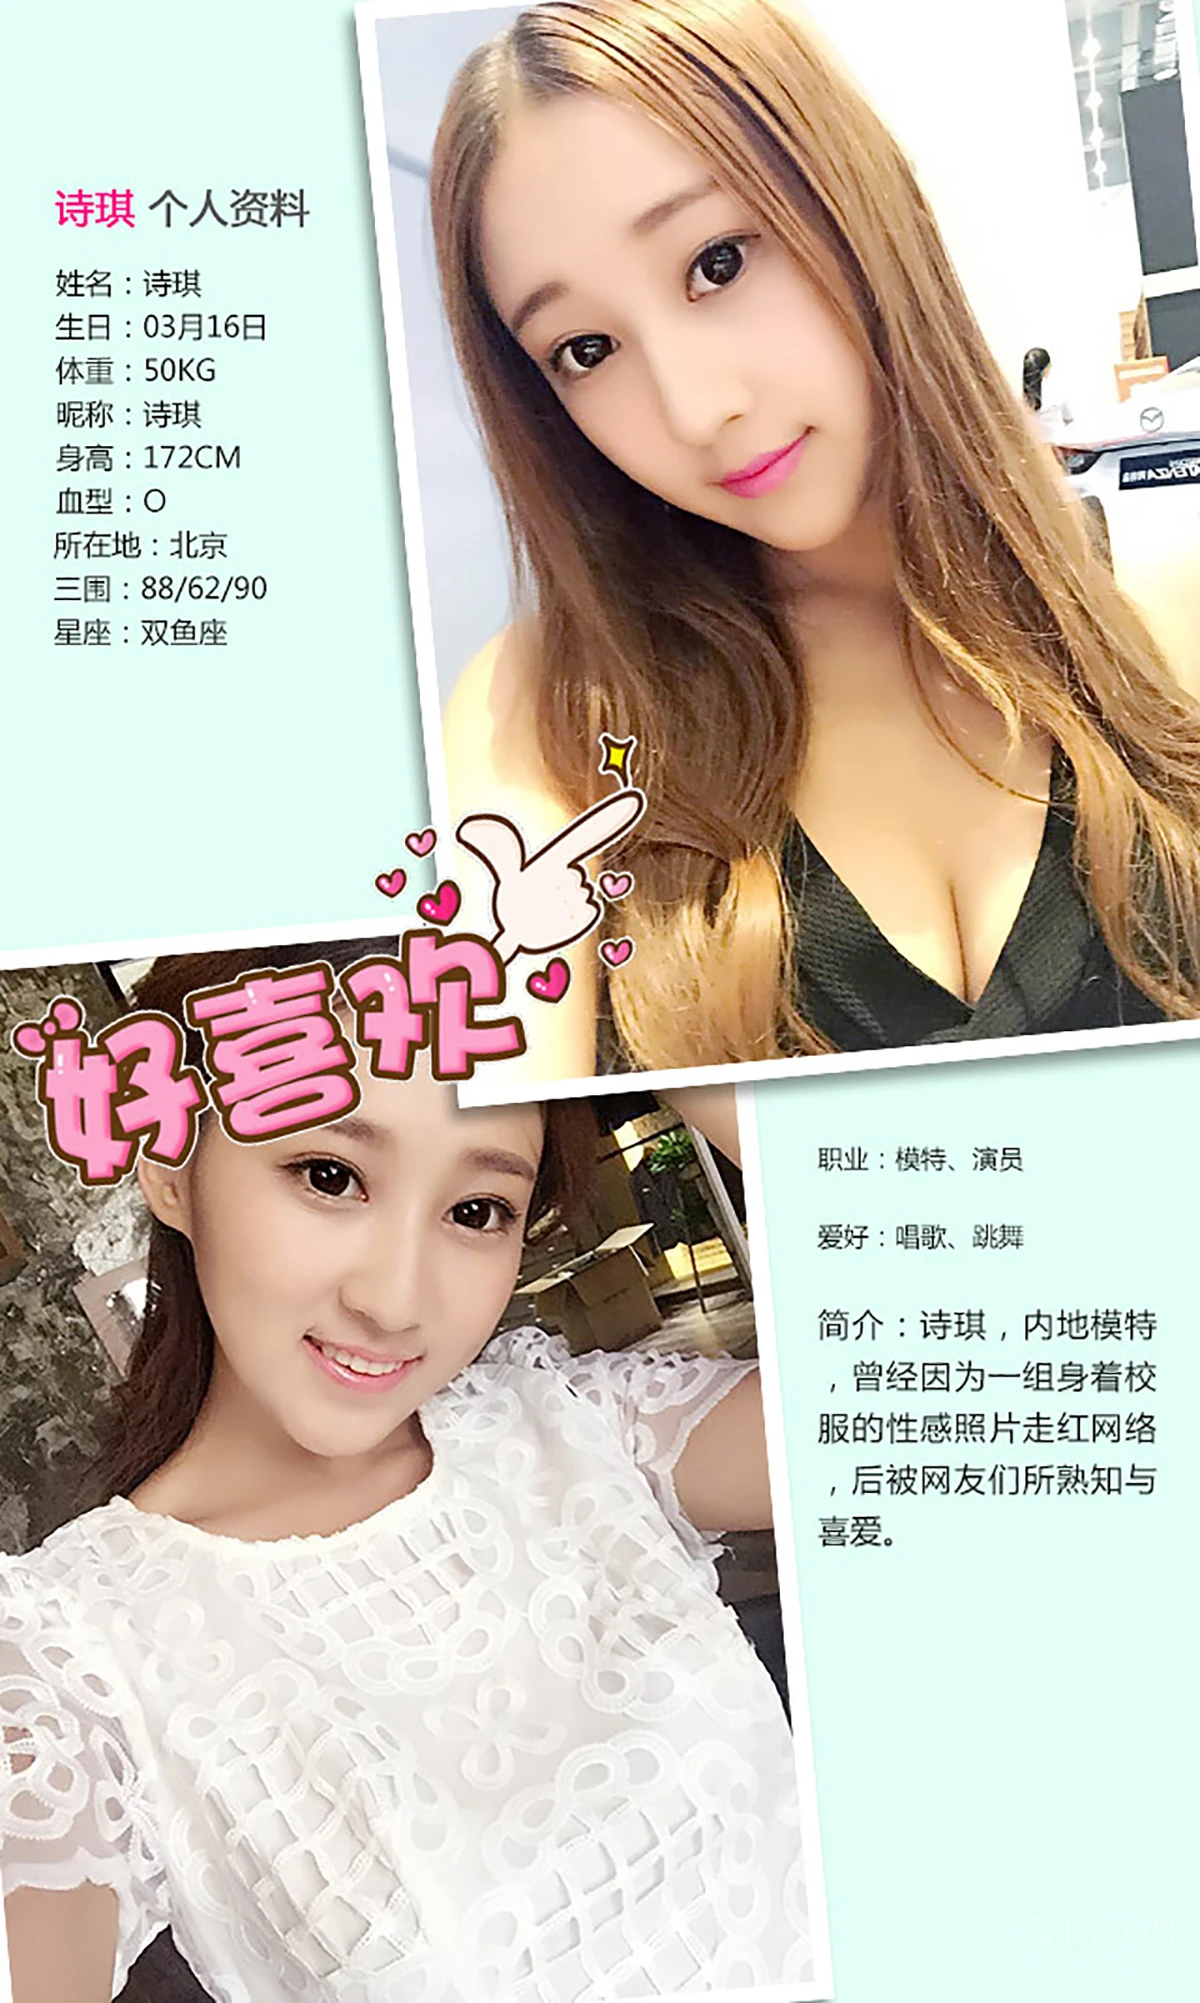 诗琪 个人资料
姓名：诗琪
生日：03月16日
体重：50KG
昵称：诗琪
身高：172CM
血型：O
所在地：北京
三围：88/62/90
星座：双鱼座
好喜欢
职业：模特、演员
爱好：唱歌、跳舞
简介：诗琪，内地模特
，曾经因为一组身着校
服的性感照片走红网络
，后被网友们所熟知与
喜爱。